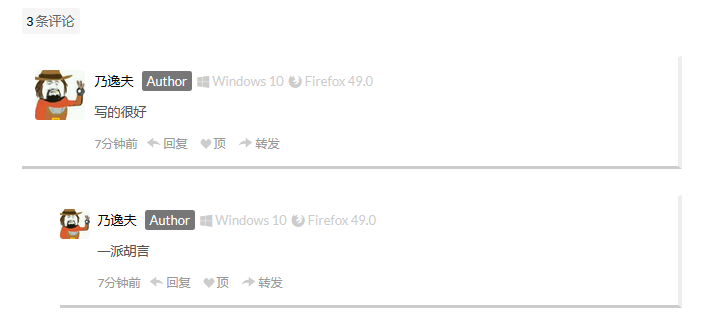 3条评论
乃逸夫 Author Windows 10 Firefox 49.0
写的很好
7分钟前 回复 顶 转发
乃逸夫 Author Windows 10 Firefox 49.0
一派胡言
7分钟前 回复 顶 转发